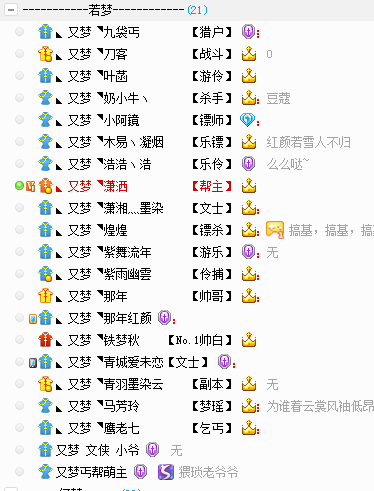 ------------若梦------------- (21)
◣ 又梦 ◥九袋丐 【猎户】
◣ 又梦 ◥刀客 【战斗】 0
◣ 又梦 ◥叶菡 【游伶】
◣ 又梦 ◥奶小牛丶 【杀手】 豆蔻
◣ 又梦 ◥小阿鏡 【镖师】
◣ 又梦 ◥木易丶凝烟 【乐镖】 红颜若雪人不归
◣ 又梦 ◥浩浩丶浩 【乐伶】 么么哒~
◣ 又梦 ◥潇洒 【帮主】
◣ 又梦 ◥潇湘灬墨染 【文士】
◣ 又梦 ◥煌煌 【镖杀】 搞基，搞基，搞
◣ 又梦 ◥紫舞流年 【游乐】 无
◣ 又梦 ◥紫雨幽雲 【伶捕】
◣ 又梦 ◥那年 【帅哥】
◣ 又梦 ◥那年红颜
◣ 又梦 ◥铁梦秋 【No.1帅白】
◣ 又梦 ◥青城爱未恋【文士】
◣ 又梦 ◥青羽墨染云 【副本】 无
◣ 又梦 ◥马芳玲 【梦瑶】 为谁着云裳风袖低昂
◣ 又梦 ◥鹰老七 【乞丐】
又梦 文侠 小爷 无
又梦丐帮萌主 猥琐老爷爷